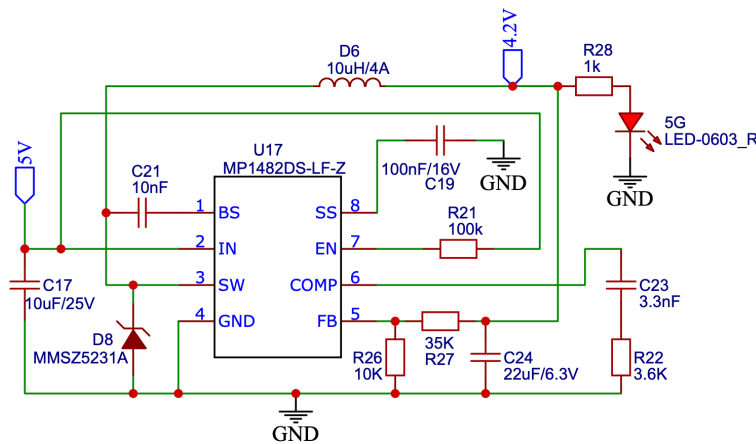 4.2V
D6
10uH/4A
R28
1k
5G
LED-0603_R
GND
5V
U17
MP1482DS-LF-Z
C21
10nF
100nF/16V
C19
GND
1
BS
SS
8
R21
100k
2
IN
EN
7
3
SW
COMP
6
4
GND
FB
5
C17
10uF/25V
D8
MMSZ5231A
35K
R27
R26
10K
C24
22uF/6.3V
C23
3.3nF
R22
3.6K
GND